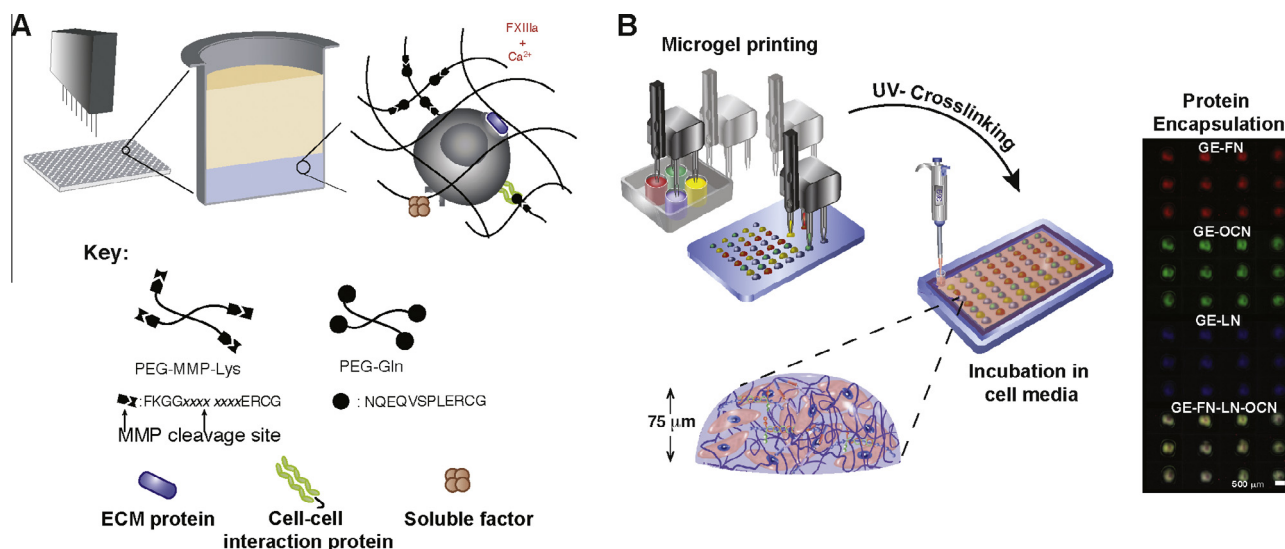 A
FXIIIa
+
Ca2+
Key:
PEG-MMP-Lys
PEG-Gln
:FKGGxxxx xxxxERCG
: NQEQVSPLERCG
MMP cleavage site
ECM protein
Cell-cell
interaction protein
Soluble factor
B
Microgel printing
UV- Crosslinking
Incubation in
cell media
75 μm
Protein
Encapsulation
GE-FN
GE-OCN
GE-LN
GE-FN-LN-OCN
500 μm